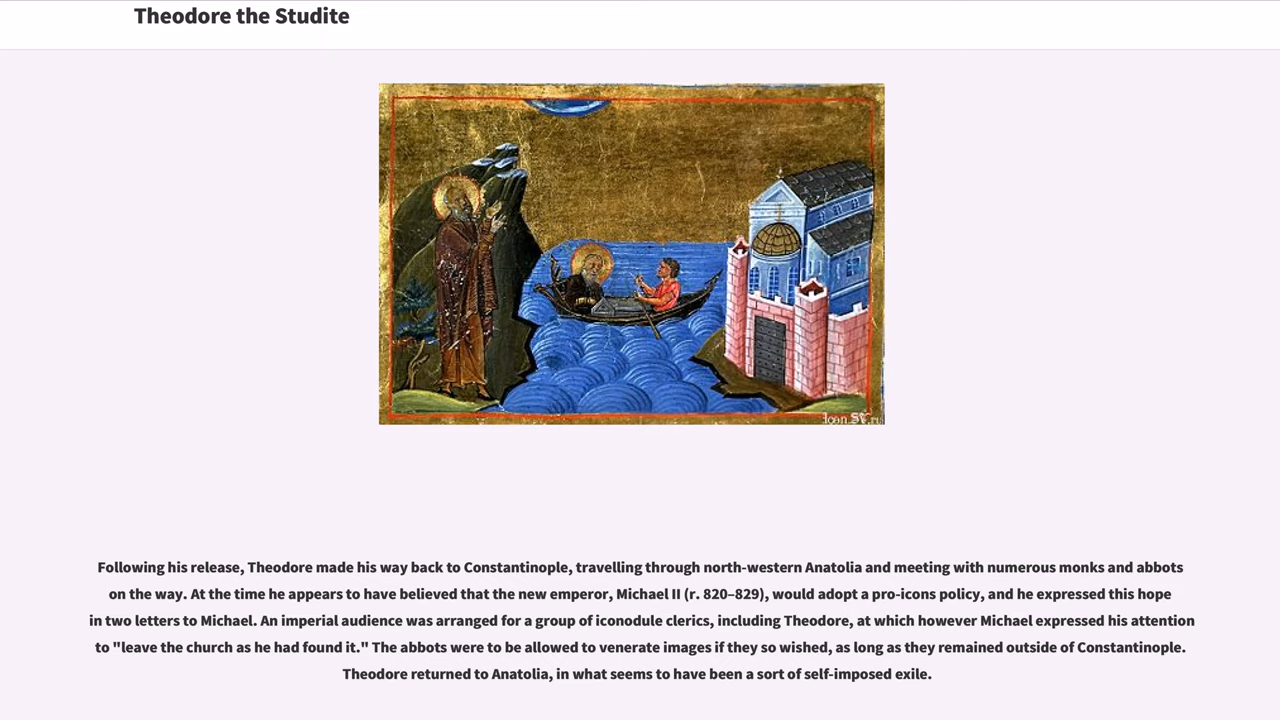 Theodore the Studite
Icon.SV.ru
Following his release, Theodore made his way back to Constantinople, travelling through north-western Anatolia and meeting with numerous monks and abbots
on the way. At the time he appears to have believed that the new emperor, Michael II (r. 820–829), would adopt a pro-icons policy, and he expressed this hope
in two letters to Michael. An imperial audience was arranged for a group of iconodule clerics, including Theodore, at which however Michael expressed his attention
to "leave the church as he had found it." The abbots were to be allowed to venerate images if they so wished, as long as they remained outside of Constantinople.
Theodore returned to Anatolia, in what seems to have been a sort of self-imposed exile.